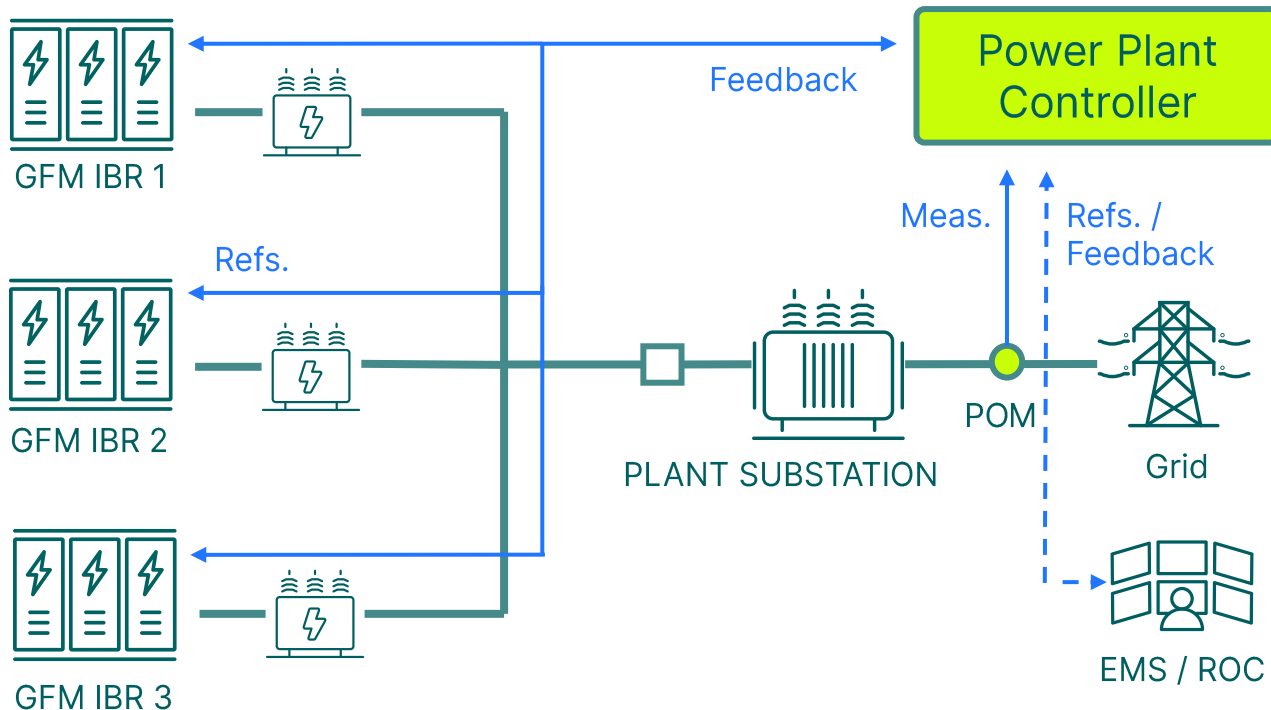 Power Plant
Controller
Feedback
GFM IBR 1
Meas.
Refs. /
Feedback
Refs.
GFM IBR 2
POM
PLANT SUBSTATION
Grid
GFM IBR 3
EMS / ROC